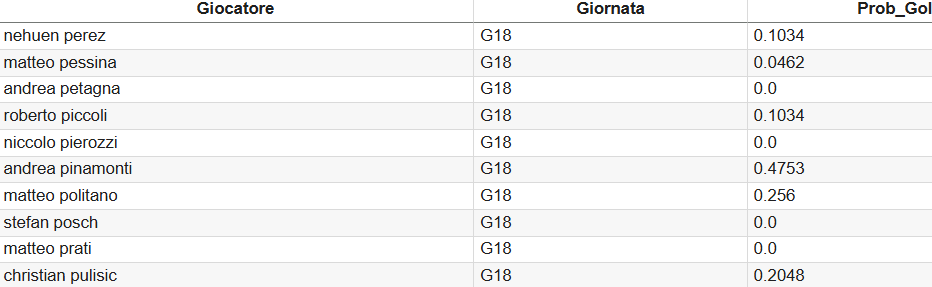 Giocatore Giornata Prob_Gol
nehuen perez G18 0.1034
matteo pessina G18 0.0462
andrea petagna G18 0.0
roberto piccoli G18 0.1034
niccolo pierozzi G18 0.0
andrea pinamonti G18 0.4753
matteo politano G18 0.256
stefan posch G18 0.0
matteo prati G18 0.0
christian pulisic G18 0.2048